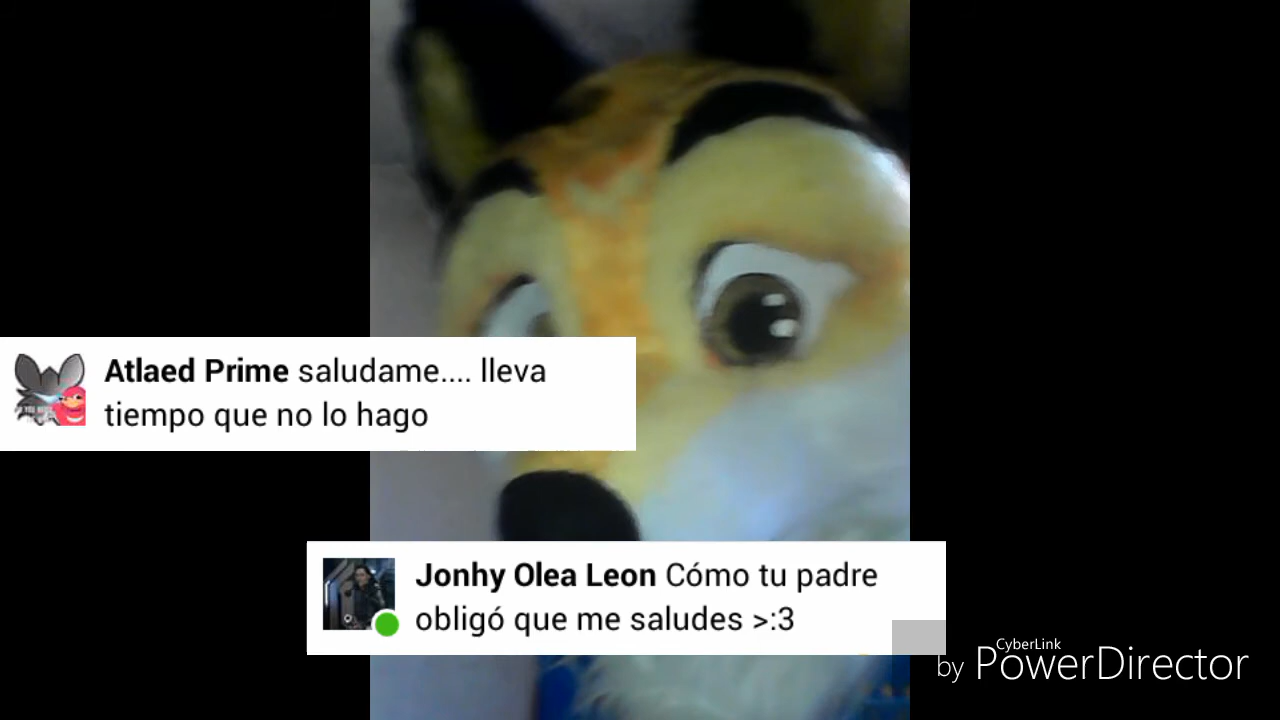 Atlaed Prime saludame.... lleva
tiempo que no lo hago
Jonhy Olea Leon Cómo tu padre
obligó que me saludes >:3
CyberLink
by PowerDirector